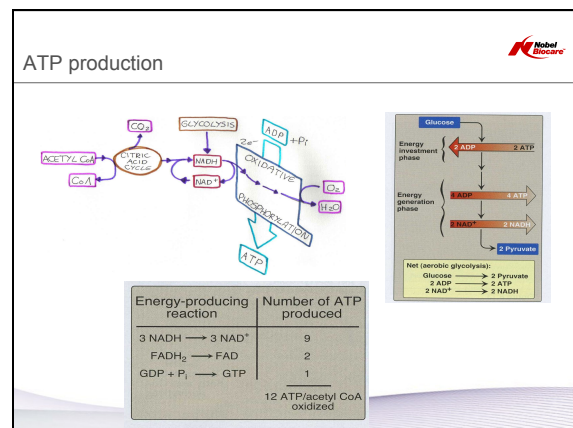 Nobel
Biocare™
ATP production
CO2
GLYCOLYSIS
ADP +Pi
2e-
ACETYL CoA
CITRIC
ACID
CYCLE
NADH
OXIDATIVE
CoA
NAD+
O2
H2O
PHOSPHORYLATION
ATP
Glucose
Energy
investment
phase
2 ADP 2 ATP
Energy
generation
phase
4 ADP 4 ATP
2 NAD+ 2 NADH
2 Pyruvate
Net (aerobic glycolysis):
Glucose → 2 Pyruvate
2 ADP → 2 ATP
2 NAD+ → 2 NADH
Energy-producing
reaction
Number of ATP
produced
3 NADH → 3 NAD+ 9
FADH2 → FAD 2
GDP + Pi → GTP 1
12 ATP/acetyl CoA
oxidized